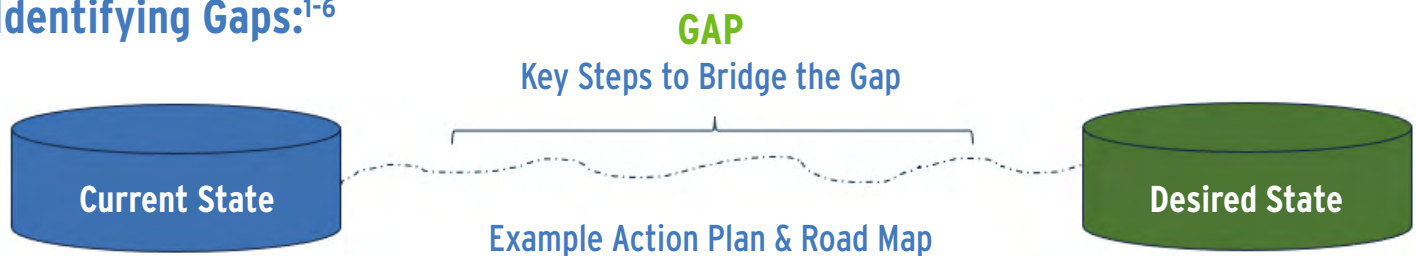 Identifying Gaps:1-6
GAP
Key Steps to Bridge the Gap
Current State
Desired State
Example Action Plan & Road Map